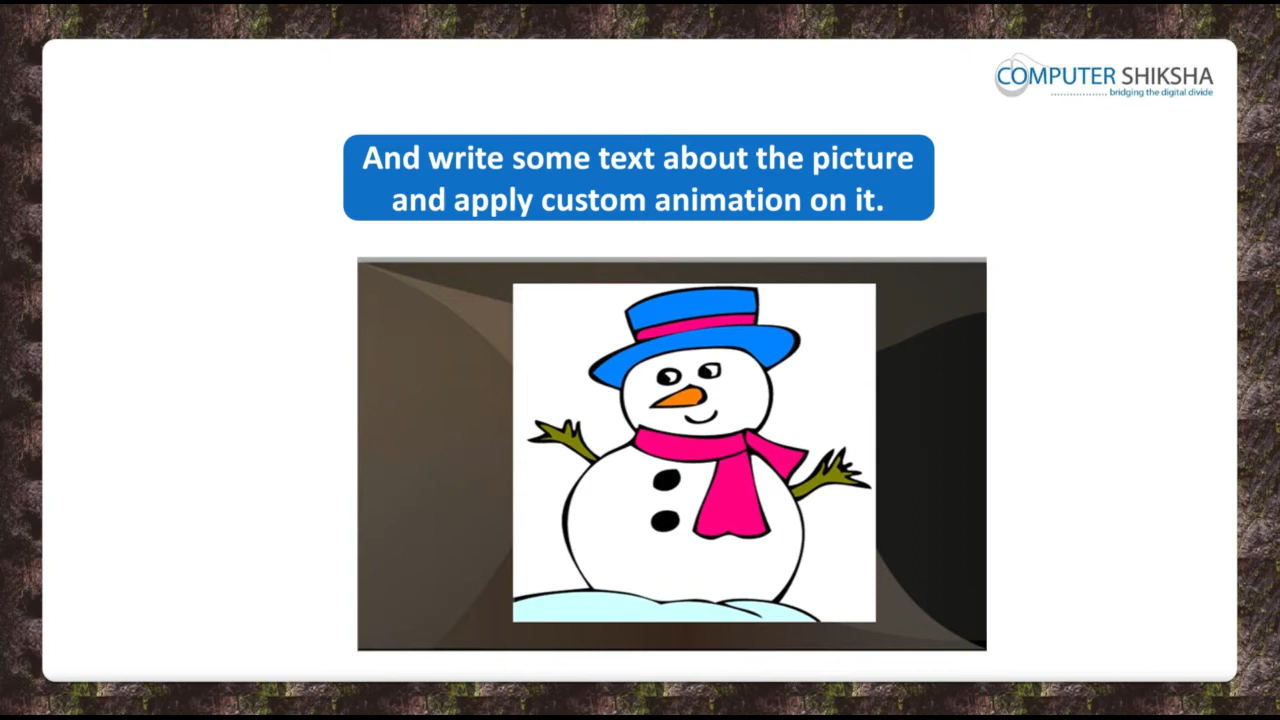 COMPUTER SHIKSHA
bridging the digital divide
And write some text about the picture
and apply custom animation on it.